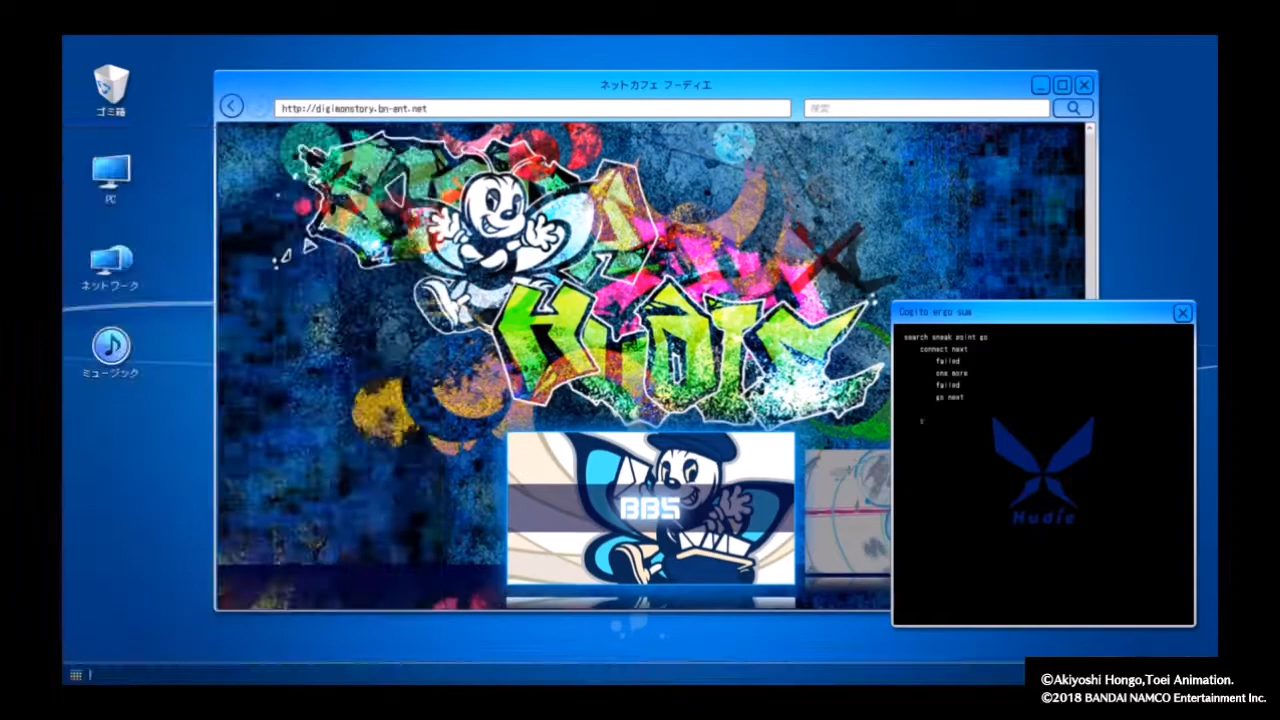 ゴミ箱
PC
ネットワーク
ミュージック
ネットカフェ フーディエ
http://digimonstory.bn-ent.net
検索
Hudie
BBS
Cogito ergo sum
search sneak point go
connect next
failed
one more
failed
go next
s
Hudie
©Akiyoshi Hongo,Toei Animation.
©2018 BANDAI NAMCO Entertainment Inc.